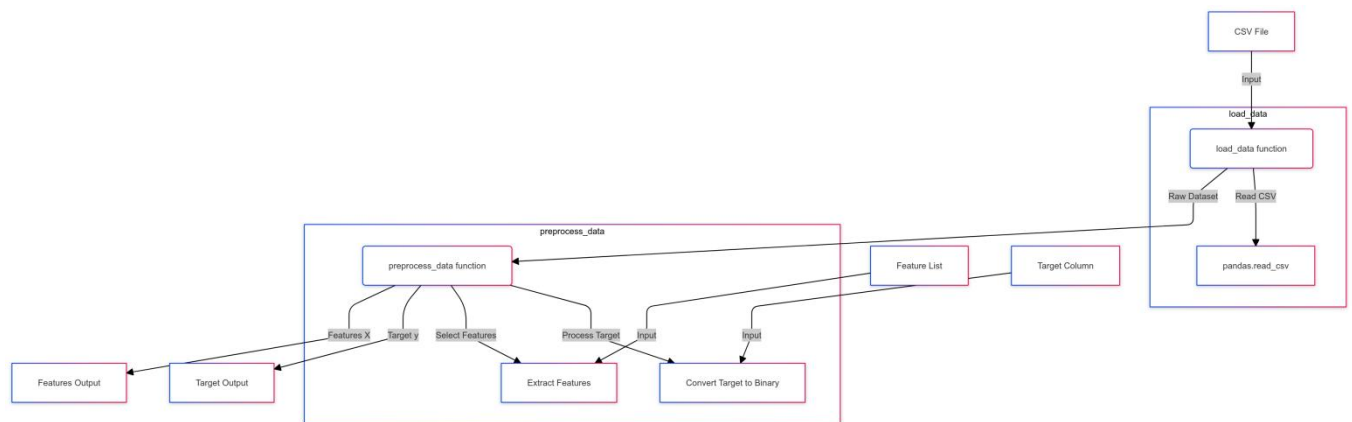 CSV File
Input
load_data
load_data function
Raw Dataset
Read CSV
preprocess_data
preprocess_data function
Feature List
Target Column
pandas.read_csv
Features X
Target y
Select Features
Process Target
Input
Input
Features Output
Target Output
Extract Features
Convert Target to Binary